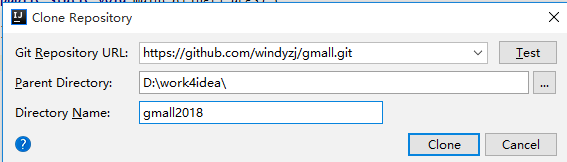 Clone Repository
Git Repository URL: https://github.com/windyzj/gmall.git Test
Parent Directory: D:\work4idea\ ...
Directory Name: gmall2018
? Clone Cancel